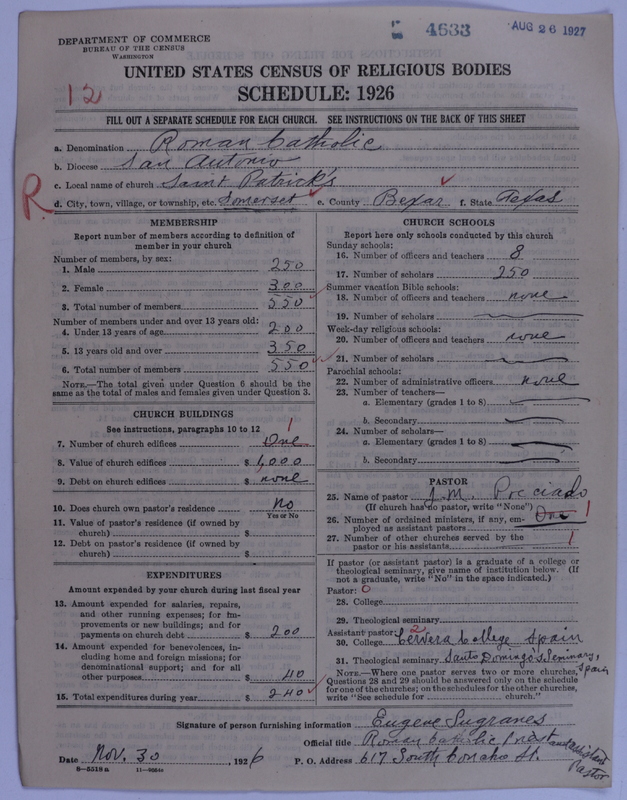 DEPARTMENT OF COMMERCE
BUREAU OF THE CENSUS
WASHINGTON
4633
AUG 26 1927
UNITED STATES CENSUS OF RELIGIOUS BODIES
SCHEDULE: 1926
12
FILL OUT A SEPARATE SCHEDULE FOR EACH CHURCH. SEE INSTRUCTIONS ON THE BACK OF THIS SHEET
a. Denomination Roman Catholic
b. Diocese San Antonio
c. Local name of church Saint Patrick's
R
d. City, town, village, or township, etc. Somerset e. County Bexar f. State Texas
MEMBERSHIP
Report number of members according to definition of
member in your church
Number of members, by sex:
1. Male 250
2. Female 300
3. Total number of members 550
Number of members under and over 13 years old:
4. Under 13 years of age 200
5. 13 years old and over 350
6. Total number of members 550
NOTE.—The total given under Question 6 should be the
same as the total of males and females given under Question 3.
CHURCH BUILDINGS
See instructions, paragraphs 10 to 12
7. Number of church edifices One 1
8. Value of church edifices $ 1,000
9. Debt on church edifices $ none
10. Does church own pastor's residence No
Yes or No
11. Value of pastor's residence (if owned by
church) $
12. Debt on pastor's residence (if owned by
church) $
EXPENDITURES
Amount expended by your church during last fiscal year
13. Amount expended for salaries, repairs,
and other running expenses; for im-
provements or new buildings; and for
payments on church debt $ 200
14. Amount expended for benevolences, in-
cluding home and foreign missions; for
denominational support; and for all
other purposes $ 40
15. Total expenditures during year $ 240
CHURCH SCHOOLS
Report here only schools conducted by this church
Sunday schools:
16. Number of officers and teachers 8
17. Number of scholars 250
Summer vacation Bible schools:
18. Number of officers and teachers none
19. Number of scholars
Week-day religious schools:
20. Number of officers and teachers none
21. Number of scholars
Parochial schools:
22. Number of administrative officers none
23. Number of teachers—
a. Elementary (grades 1 to 8)
b. Secondary
24. Number of scholars—
a. Elementary (grades 1 to 8)
b. Secondary
PASTOR
25. Name of pastor J. M. Preciado
(If church has no pastor, write "None")
26. Number of ordained ministers, if any, em-
ployed as assistant pastors One 1
27. Number of other churches served by the
pastor or his assistants 1
If pastor (or assistant pastor) is a graduate of a college or
theological seminary, give name of institution below. (If
not a graduate, write "No" in the space indicated.)
Pastor: 0
28. College
29. Theological seminary
Assistant pastor: 2
30. College Cervera College Spain
31. Theological seminary Santo Domingo's Seminary, Spain
NOTE.—Where one pastor serves two or more churches,
Questions 28 and 29 should be answered only on the schedule
for one of the churches; on the schedules for the other churches,
write "See schedule for church."
Signature of person furnishing information Eugene Sugranes
Official title Roman Catholic Priest and assistant Pastor
Date Nov. 30, 1926 P. O. Address 617 South Concho St.
8—5518 a